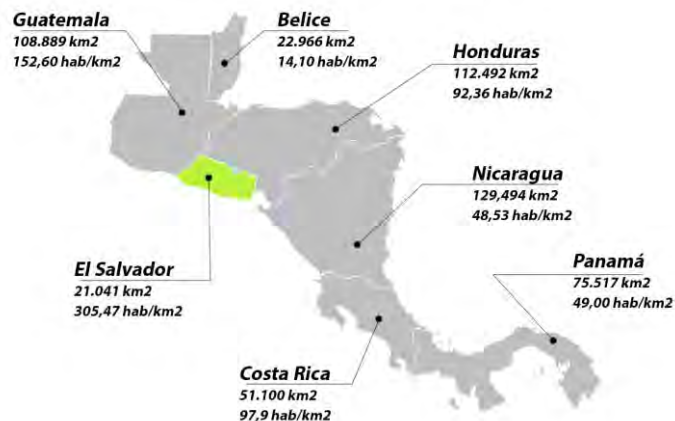 Guatemala
108.889 km2
152,60 hab/km2
Belice
22.966 km2
14,10 hab/km2
Honduras
112.492 km2
92,36 hab/km2
Nicaragua
129,494 km2
48,53 hab/km2
El Salvador
21.041 km2
305,47 hab/km2
Panamá
75.517 km2
49,00 hab/km2
Costa Rica
51.100 km2
97,9 hab/km2